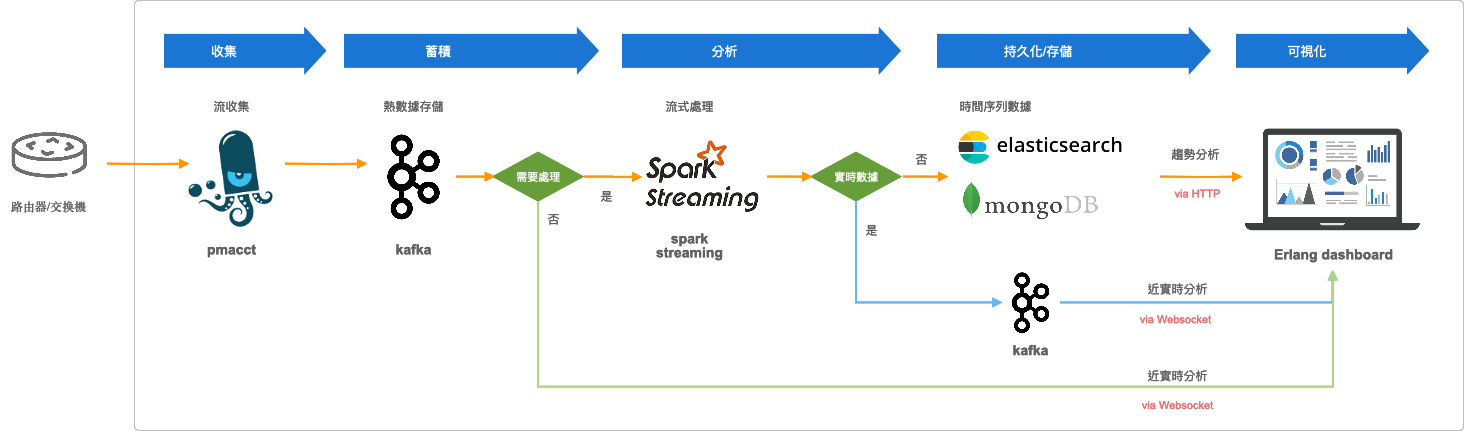 收集
蓄積
分析
持久化/存儲
可視化
流收集
熱數據存儲
流式處理
時間序列數據
路由器/交換機
pmacct
kafka
需要處理
是
否
Spark
Streaming
spark
streaming
實時數據
否
是
elasticsearch
mongoDB
趨勢分析
via HTTP
Erlang dashboard
kafka
近實時分析
via Websocket
近實時分析
via Websocket